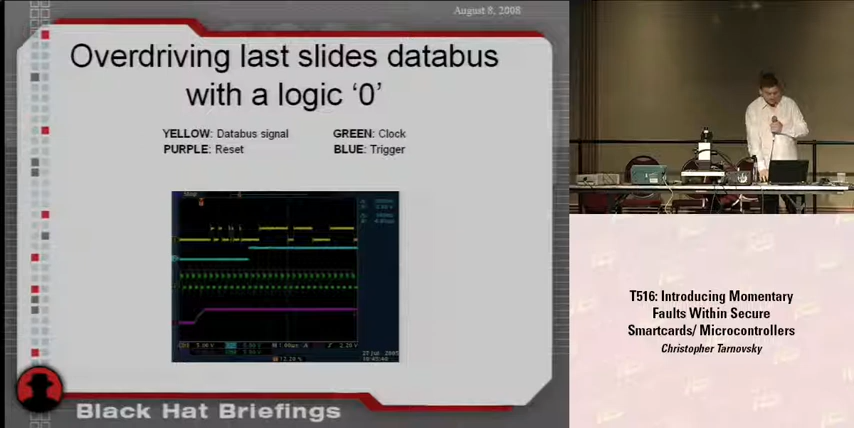 August 8, 2008
Overdriving last slides databus
with a logic ‘0’
YELLOW: Databus signal
GREEN: Clock
PURPLE: Reset
BLUE: Trigger
Black Hat Briefings
T516: Introducing Momentary
Faults Within Secure
Smartcards/ Microcontrollers
Christopher Tarnovsky